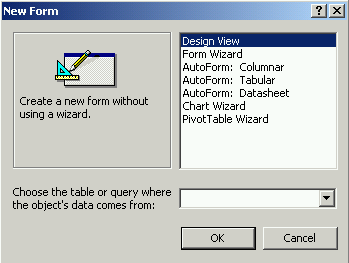 New Form
Create a new form without
using a wizard.
Design View
Form Wizard
AutoForm: Columnar
AutoForm: Tabular
AutoForm: Datasheet
Chart Wizard
PivotTable Wizard
Choose the table or query where
the object's data comes from:
OK
Cancel